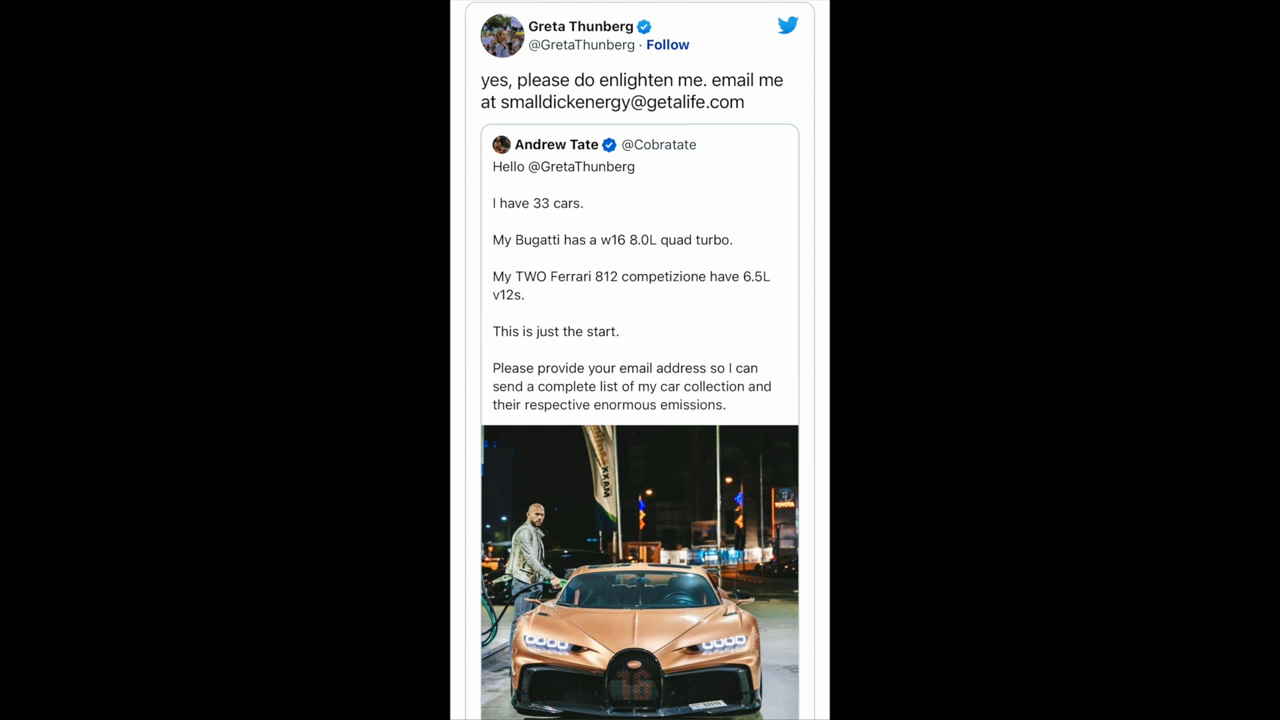 Greta Thunberg
@GretaThunberg · Follow
yes, please do enlighten me. email me
at smalldickenergy@getalife.com
Andrew Tate @Cobratate
Hello @GretaThunberg
I have 33 cars.
My Bugatti has a w16 8.0L quad turbo.
My TWO Ferrari 812 competizione have 6.5L
v12s.
This is just the start.
Please provide your email address so I can
send a complete list of my car collection and
their respective enormous emissions.
TOYOTA